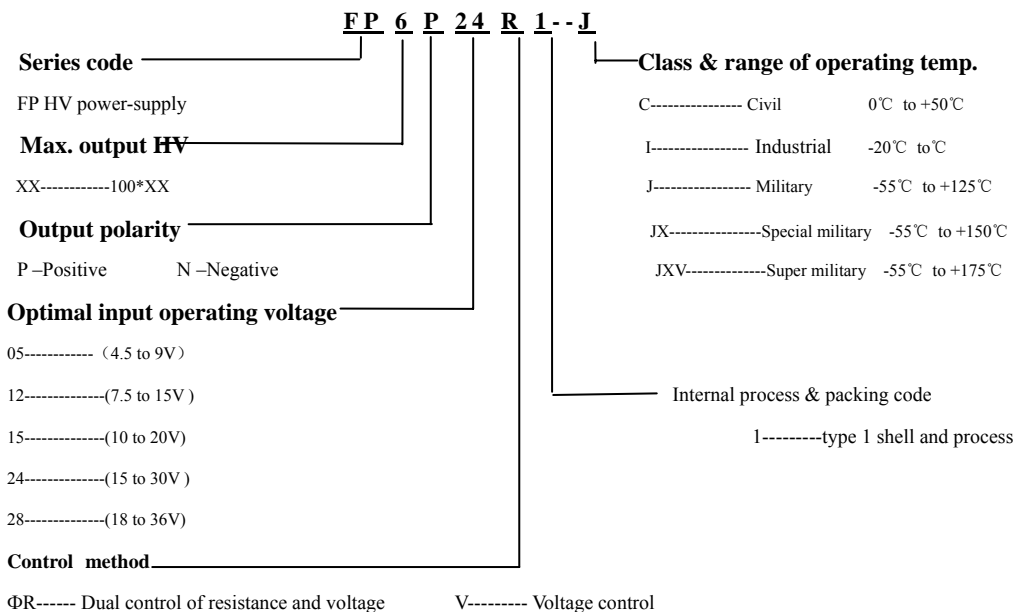 FP 6 P 24 R 1--J
Series code
Class & range of operating temp.
FP HV power-supply
C---------------- Civil 0℃ to +50℃
Max. output HV
I----------------- Industrial -20℃ to℃
XX------------100*XX
J----------------- Military -55℃ to +125℃
Output polarity
JX----------------Special military -55℃ to +150℃
P –Positive N –Negative
JXV--------------Super military -55℃ to +175℃
Optimal input operating voltage
05------------ （4.5 to 9V）
12--------------(7.5 to 15V )
Internal process & packing code
15--------------(10 to 20V)
1---------type 1 shell and process
24--------------(15 to 30V )
28--------------(18 to 36V)
Control method
ΦR------ Dual control of resistance and voltage V--------- Voltage control